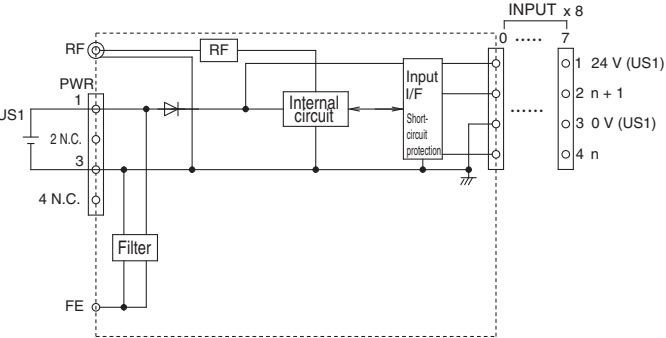 INPUT x 8
0 ..... 7
RF
RF
PWR
1
2 N.C.
3
4 N.C.
US1
Internal circuit
Input I/F
Short-circuit protection
......
1 24 V (US1)
2 n + 1
3 0 V (US1)
4 n
Filter
FE